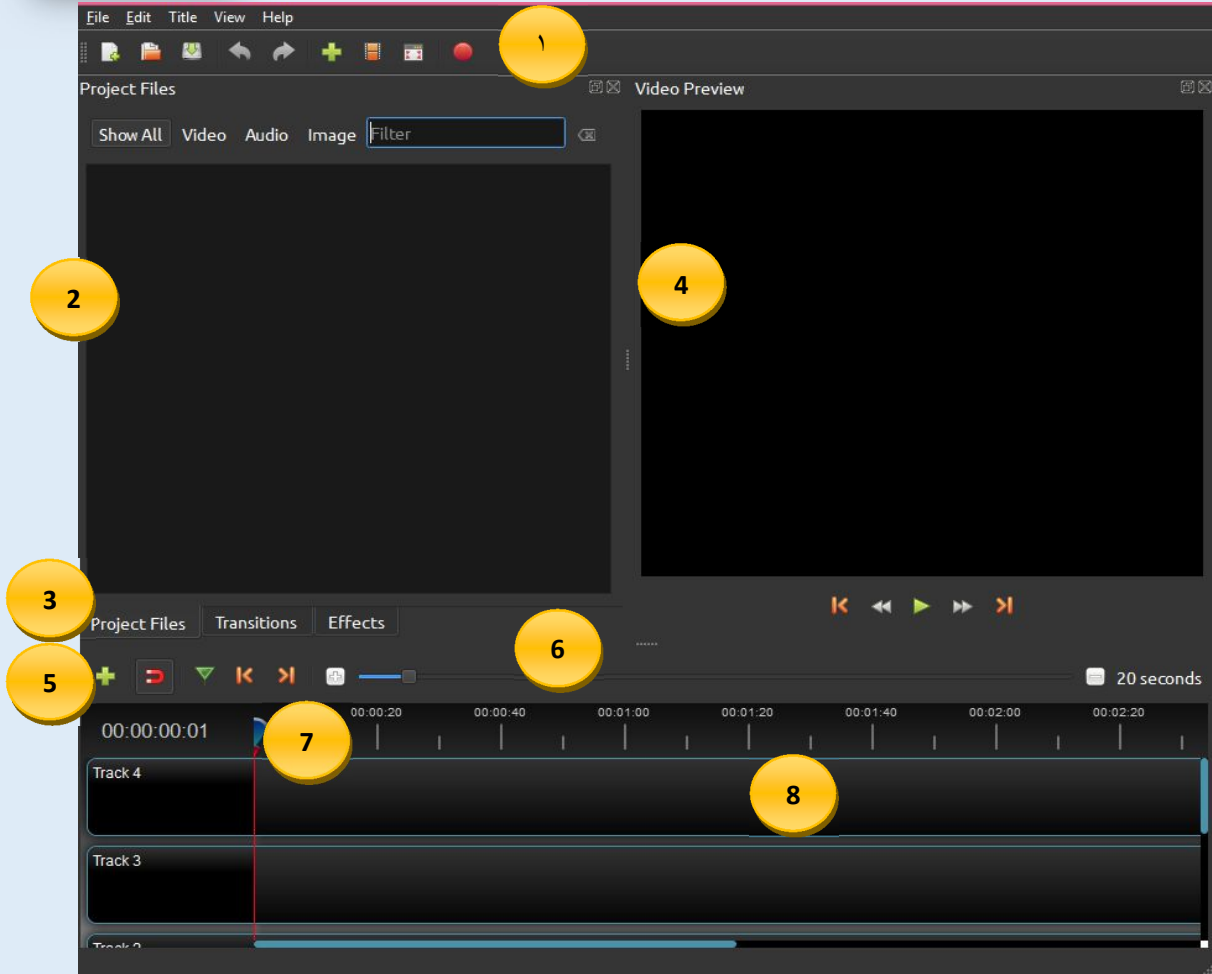 File Edit Title View Help
١
Project Files
Video Preview
Show All Video Audio Image Filter
2
4
3
Project Files Transitions Effects
6
5
20 seconds
00:00:20 00:00:40 00:01:00 00:01:20 00:01:40 00:02:00 00:02:20
00:00:00:01
7
Track 4
8
Track 3
Track 2